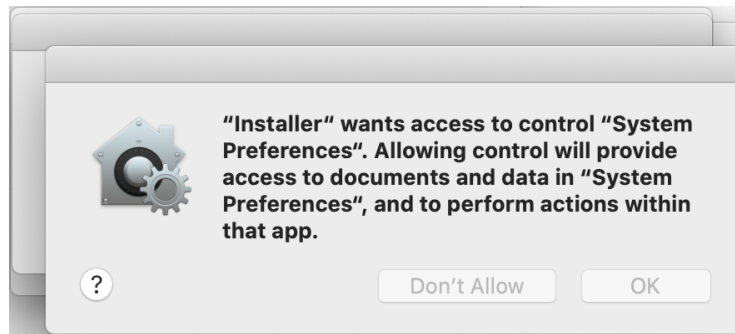 “Installer“ wants access to control “System
Preferences“. Allowing control will provide
access to documents and data in “System
Preferences“, and to perform actions within
that app.
?
Don’t Allow
OK